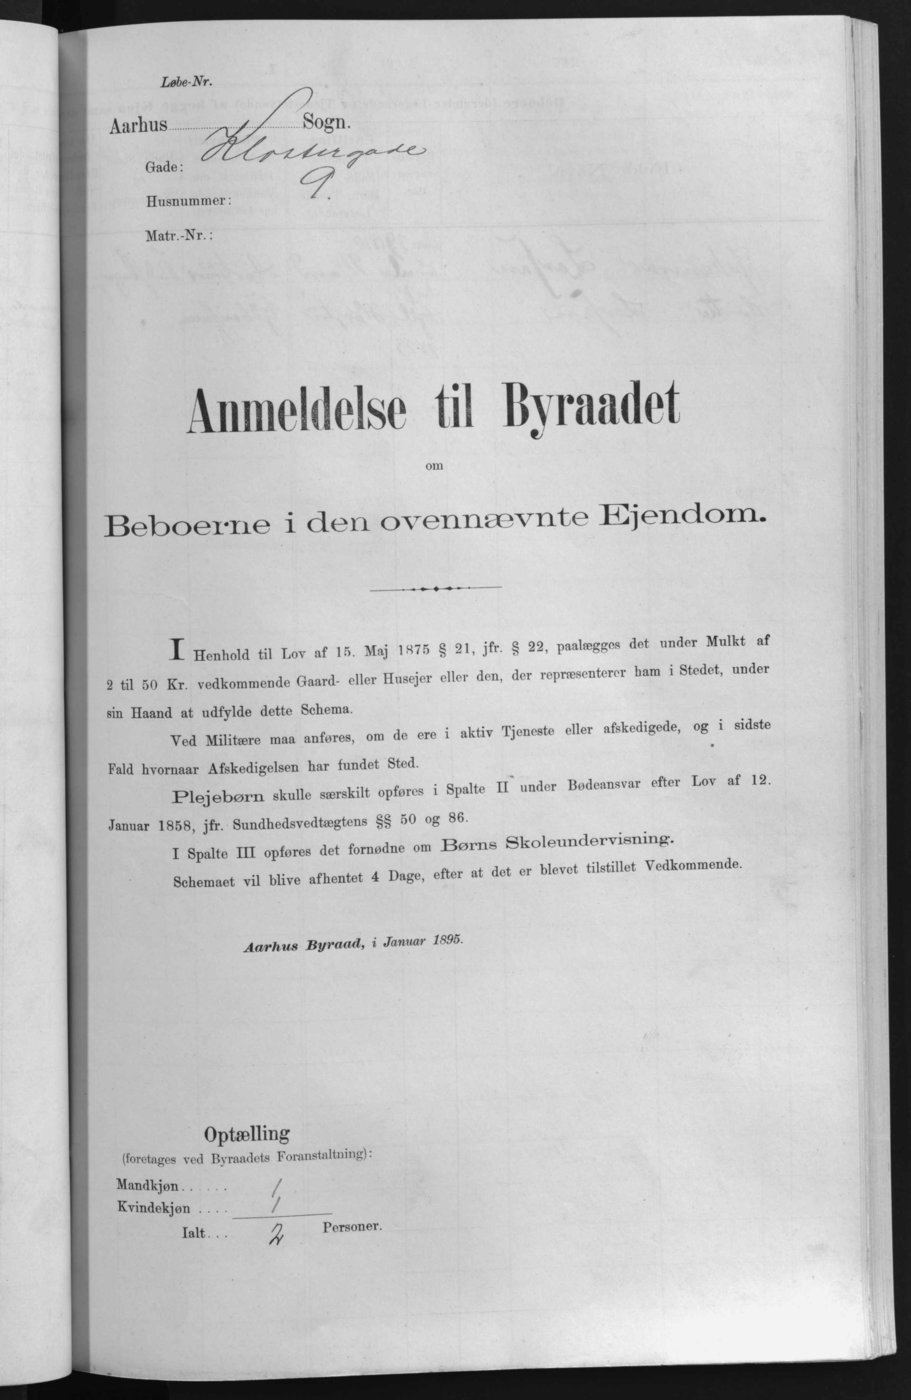 Løbe-Nr.
Aarhus Sogn.
Gade: Klostergade
Husnummer: 9.
Matr.-Nr.:
Anmeldelse til Byraadet
om
Beboerne i den ovennævnte Ejendom.
I Henhold til Lov af 15. Maj 1875 § 21, jfr. § 22, paalægges det under Mulkt af
2 til 50 Kr. vedkommende Gaard- eller Husejer eller den, der repræsenterer ham i Stedet, under
sin Haand at udfylde dette Schema.
Ved Militære maa anføres, om de ere i aktiv Tjeneste eller afskedigede, og i sidste
Fald hvornaar Afskedigelsen har fundet Sted.
Plejebørn skulle særskilt opføres i Spalte II under Bødeansvar efter Lov af 12.
Januar 1858, jfr. Sundhedsvedtægtens §§ 50 og 86.
I Spalte III opføres det fornødne om Børns Skoleundervisning.
Schemaet vil blive afhentet 4 Dage, efter at det er blevet tilstillet Vedkommende.
Aarhus Byraad, i Januar 1895.
Optælling
(foretages ved Byraadets Foranstaltning):
Mandkjøn...... 1
Kvindekjøn .... 1
Ialt... 2 Personer.